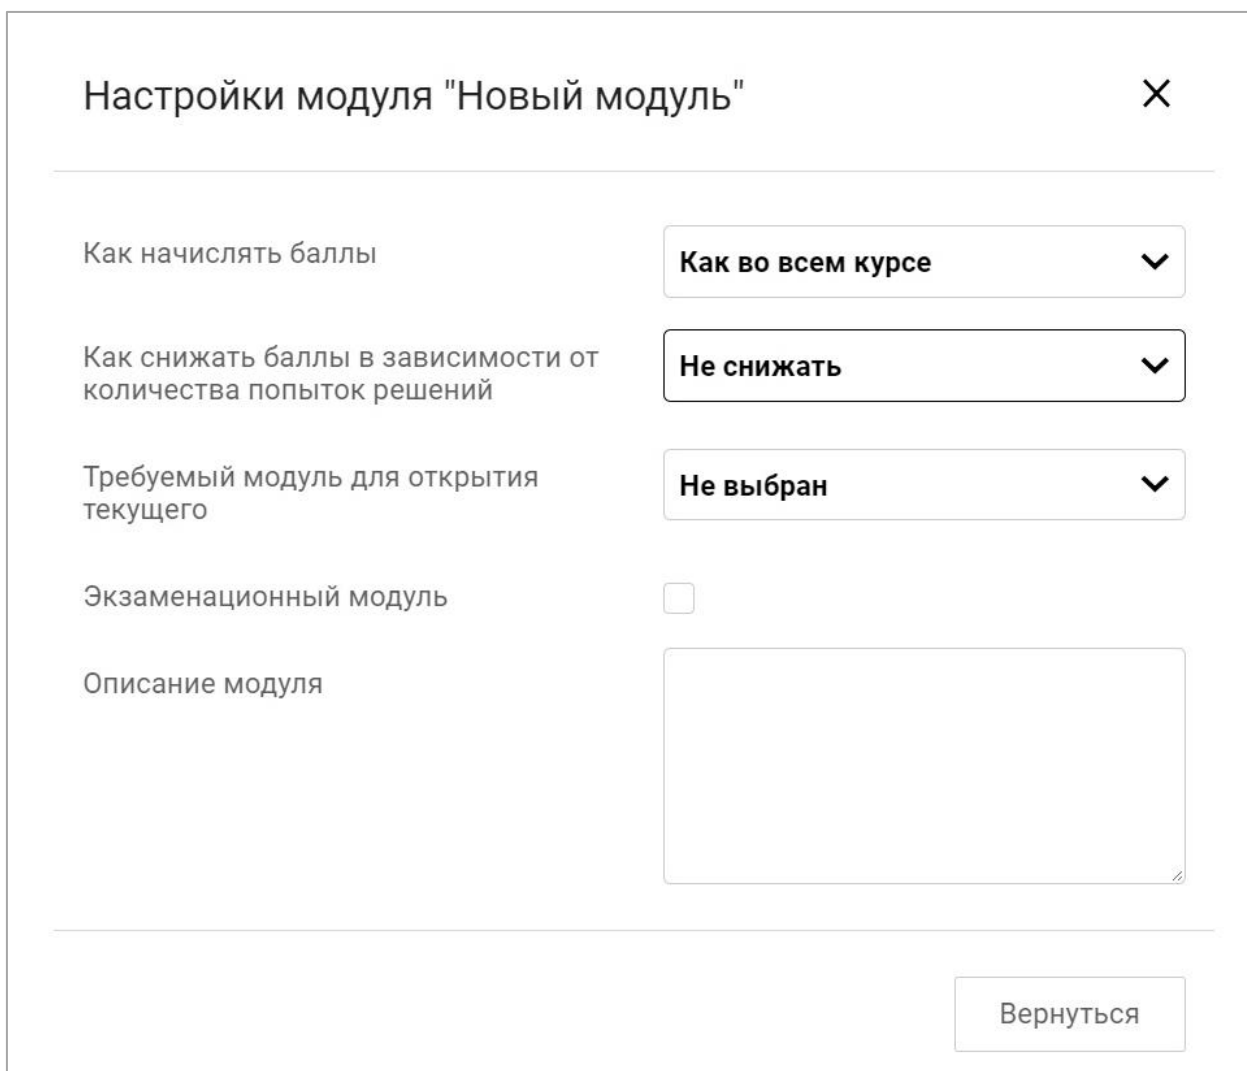 Настройки модуля "Новый модуль"
Как начислять баллы
Как во всем курсе
Как снижать баллы в зависимости от
количества попыток решений
Не снижать
Требуемый модуль для открытия
текущего
Не выбран
Экзаменационный модуль
Описание модуля
Вернуться